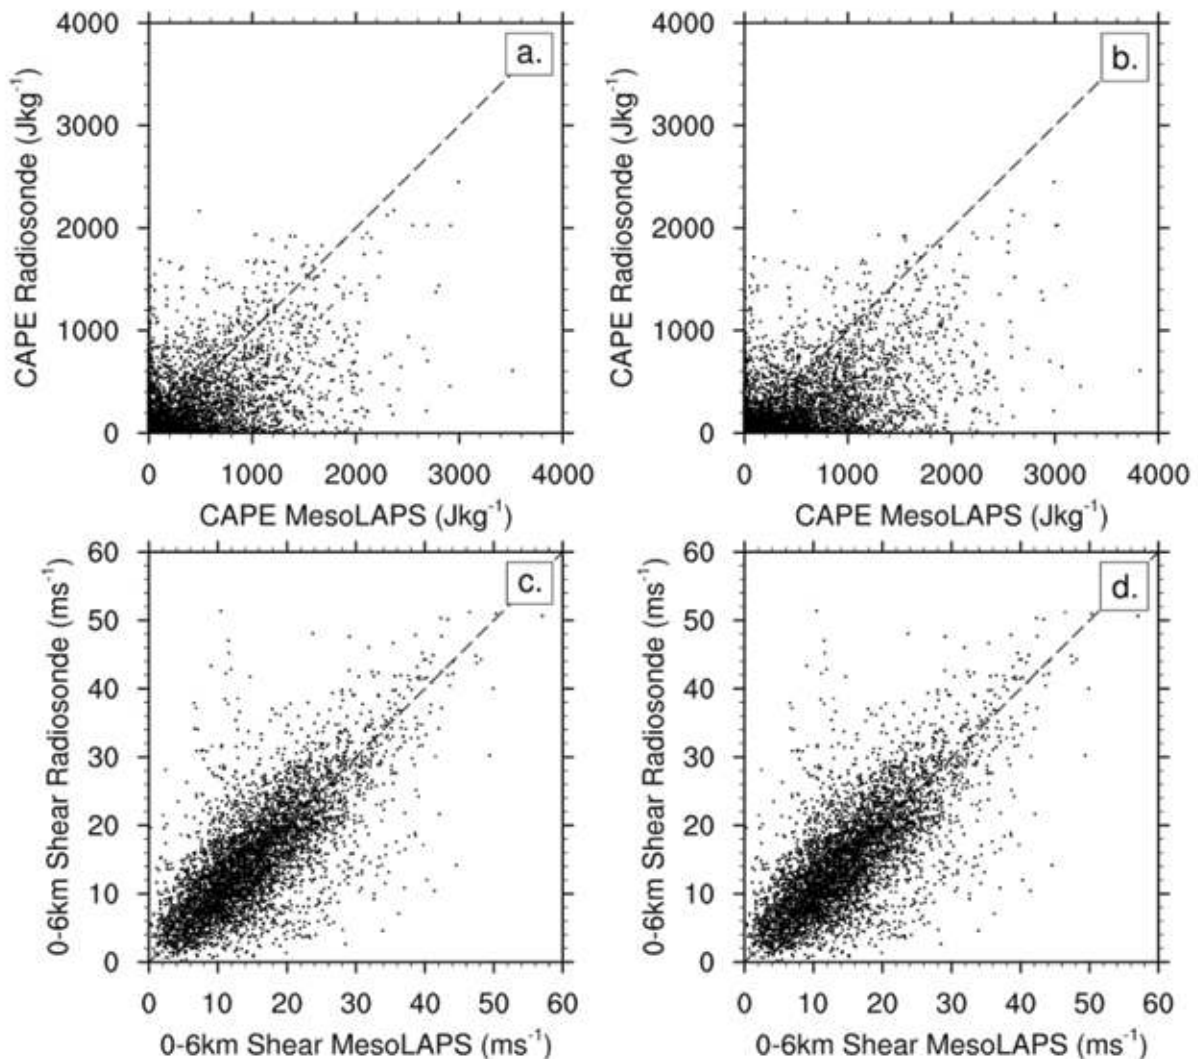 4000
3000
2000
1000
0
CAPE Radiosonde (Jkg⁻¹)
a.
0 1000 2000 3000 4000
CAPE MesoLAPS (Jkg⁻¹)
4000
3000
2000
1000
0
CAPE Radiosonde (Jkg⁻¹)
b.
0 1000 2000 3000 4000
CAPE MesoLAPS (Jkg⁻¹)
60
50
40
30
20
10
0
0-6km Shear Radiosonde (ms⁻¹)
c.
0 10 20 30 40 50 60
0-6km Shear MesoLAPS (ms⁻¹)
60
50
40
30
20
10
0
0-6km Shear Radiosonde (ms⁻¹)
d.
0 10 20 30 40 50 60
0-6km Shear MesoLAPS (ms⁻¹)